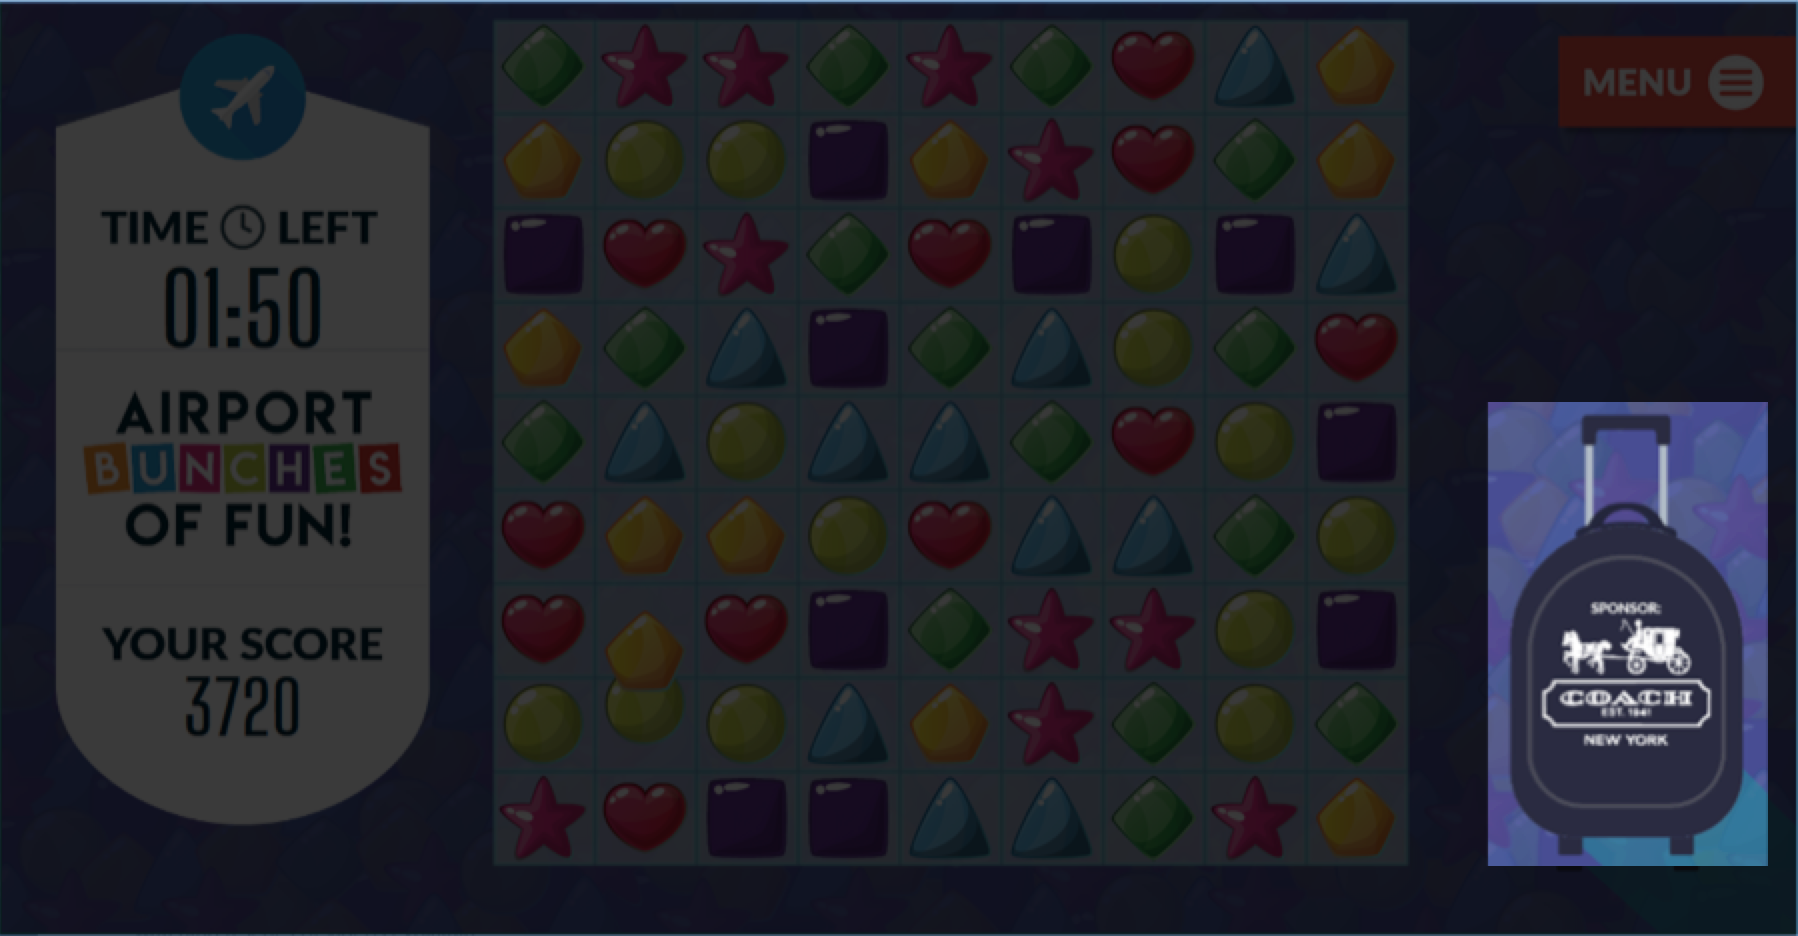 TIME LEFT
01:50
AIRPORT
BUNCHES
OF FUN!
YOUR SCORE
3720
MENU
SPONSOR:
COACH
EST. 1941
NEW YORK